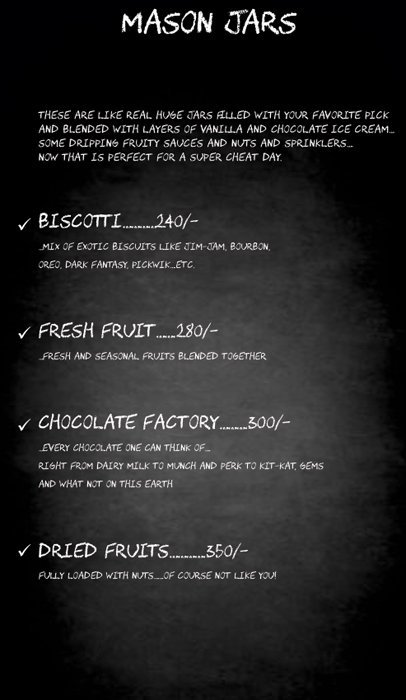 MASON JARS
THESE ARE LIKE REAL HUGE JARS FILLED WITH YOUR FAVORITE PICK
AND BLENDED WITH LAYERS OF VANILLA AND CHOCOLATE ICE CREAM...
SOME DRIPPING FRUITY SAUCES AND NUTS AND SPRINKLERS...
NOW THAT IS PERFECT FOR A SUPER CHEAT DAY.
✓ BISCOTTI..........240/-
...MIX OF EXOTIC BISCUITS LIKE JIM-JAM, BOURBON,
OREO, DARK FANTASY, PICKWIK...ETC.
✓ FRESH FRUIT......280/-
...FRESH AND SEASONAL FRUITS BLENDED TOGETHER
✓ CHOCOLATE FACTORY.........300/-
...EVERY CHOCOLATE ONE CAN THINK OF...
RIGHT FROM DAIRY MILK TO MUNCH AND PERK TO KIT-KAT, GEMS
AND WHAT NOT ON THIS EARTH
✓ DRIED FRUITS...........350/-
FULLY LOADED WITH NUTS.....OF COURSE NOT LIKE YOU!